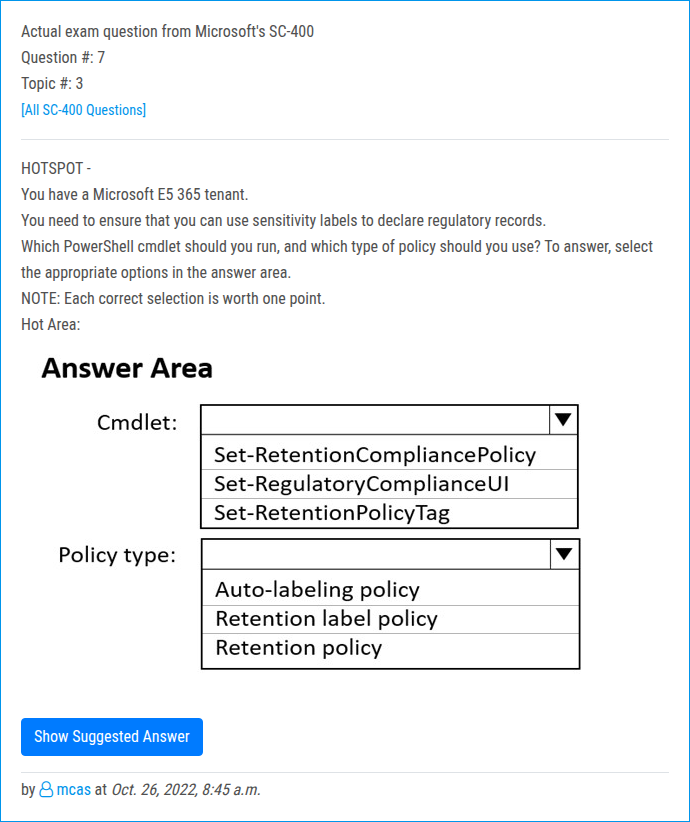 Actual exam question from Microsoft's SC-400
Question #: 7
Topic #: 3
[All SC-400 Questions]
HOTSPOT -
You have a Microsoft E5 365 tenant.
You need to ensure that you can use sensitivity labels to declare regulatory records.
Which PowerShell cmdlet should you run, and which type of policy should you use? To answer, select
the appropriate options in the answer area.
NOTE: Each correct selection is worth one point.
Hot Area:
Answer Area
Cmdlet:
Set-RetentionCompliancePolicy
Set-RegulatoryComplianceUI
Set-RetentionPolicyTag
Policy type:
Auto-labeling policy
Retention label policy
Retention policy
Show Suggested Answer
by mcas at Oct. 26, 2022, 8:45 a.m.